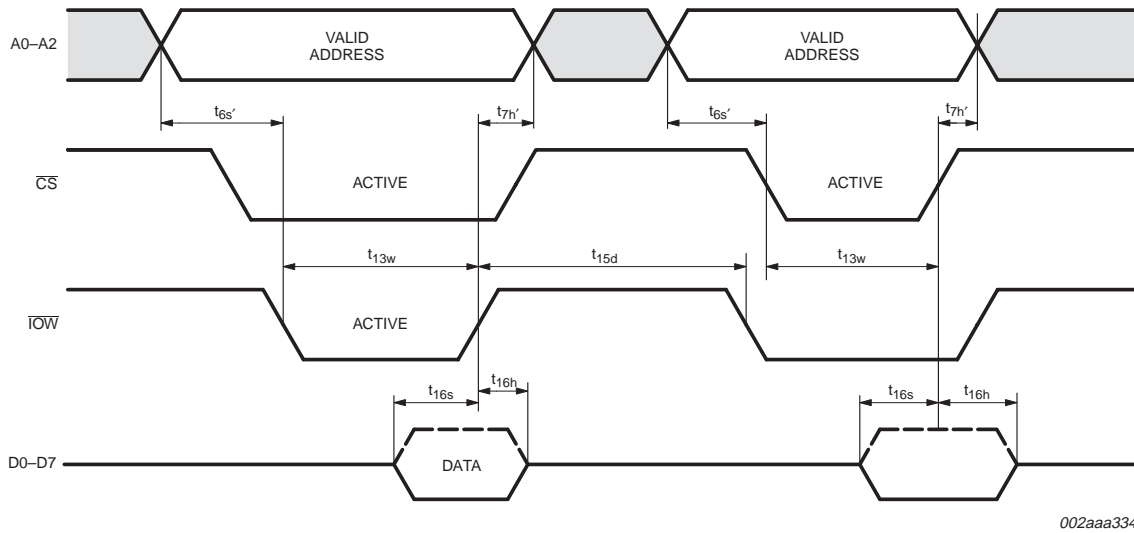 A0–A2
VALID
ADDRESS
VALID
ADDRESS
t6s′
t7h′
t6s′
t7h′
CS
ACTIVE
ACTIVE
t13w
t15d
t13w
IOW
ACTIVE
t16s
t16h
t16s
t16h
D0–D7
DATA
002aaa334